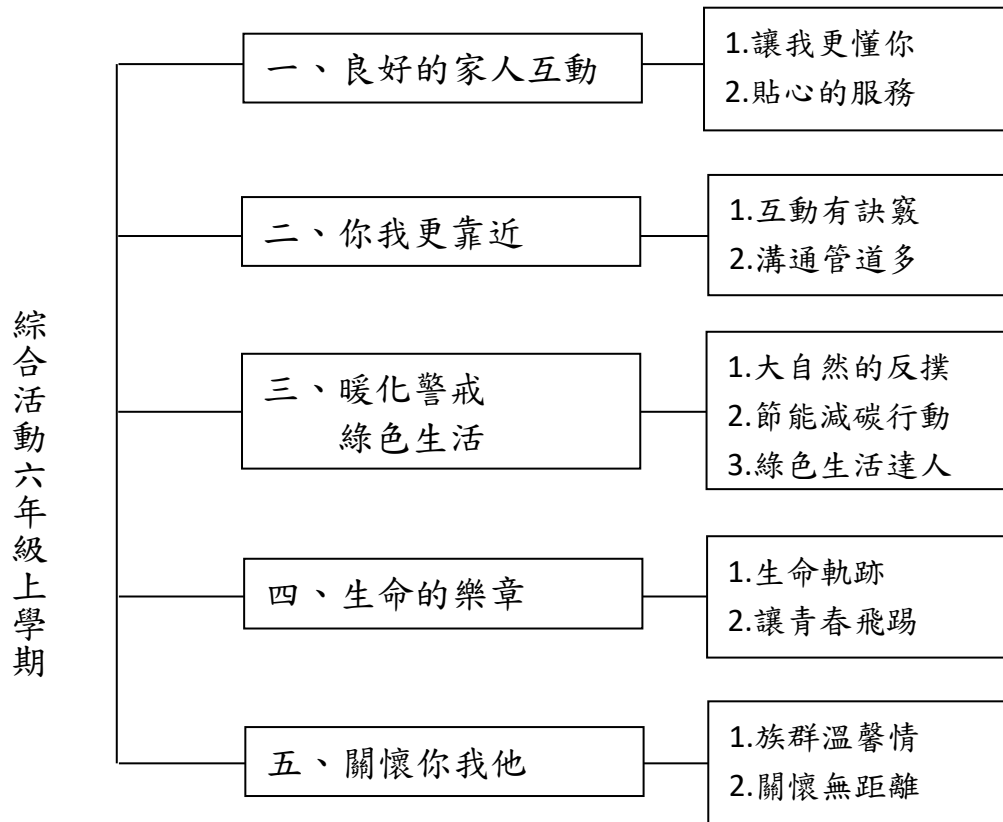 綜合活動六年級上學期
一、良好的家人互動
1.讓我更懂你
2.貼心的服務
二、你我更靠近
1.互動有訣竅
2.溝通管道多
三、暖化警戒
綠色生活
1.大自然的反撲
2.節能減碳行動
3.綠色生活達人
四、生命的樂章
1.生命軌跡
2.讓青春飛踢
五、關懷你我他
1.族群溫馨情
2.關懷無距離